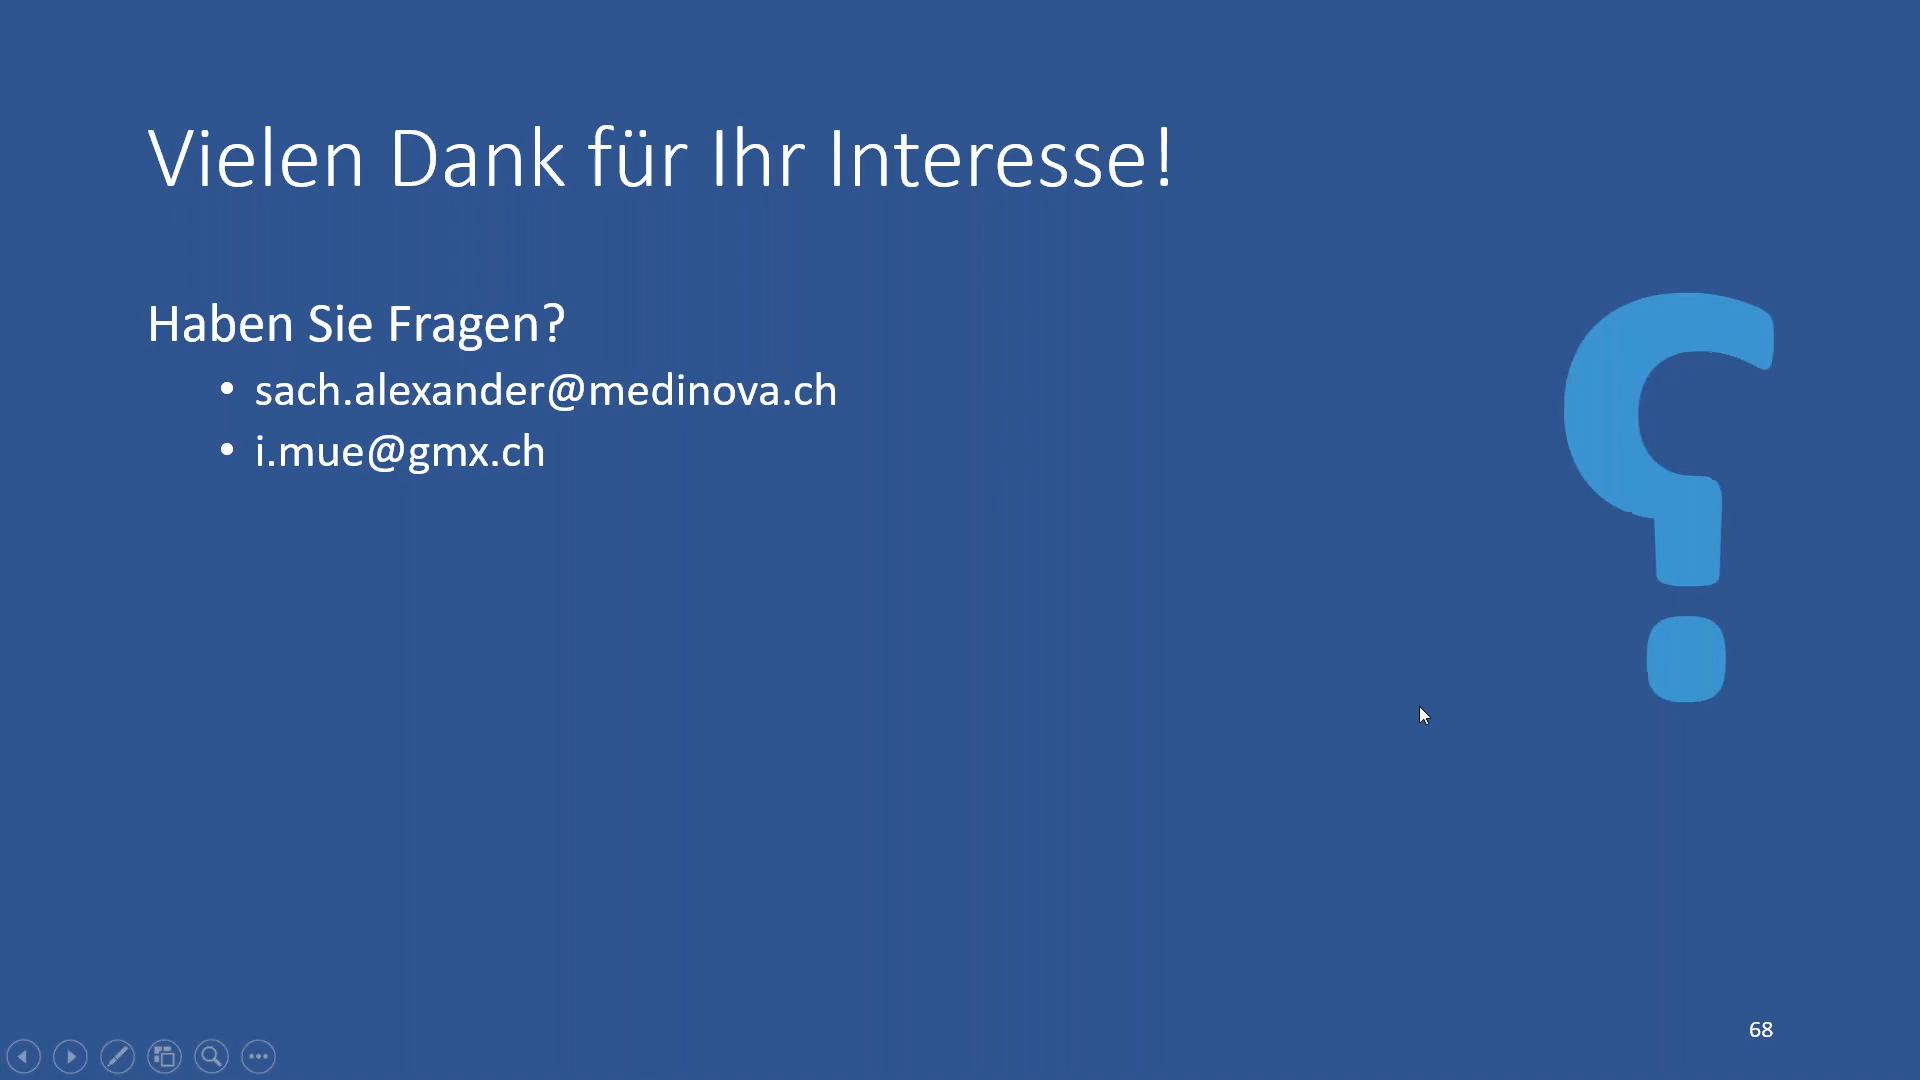 Vielen Dank für Ihr Interesse!
Haben Sie Fragen?
• sach.alexander@medinova.ch
• i.mue@gmx.ch
⸮
68